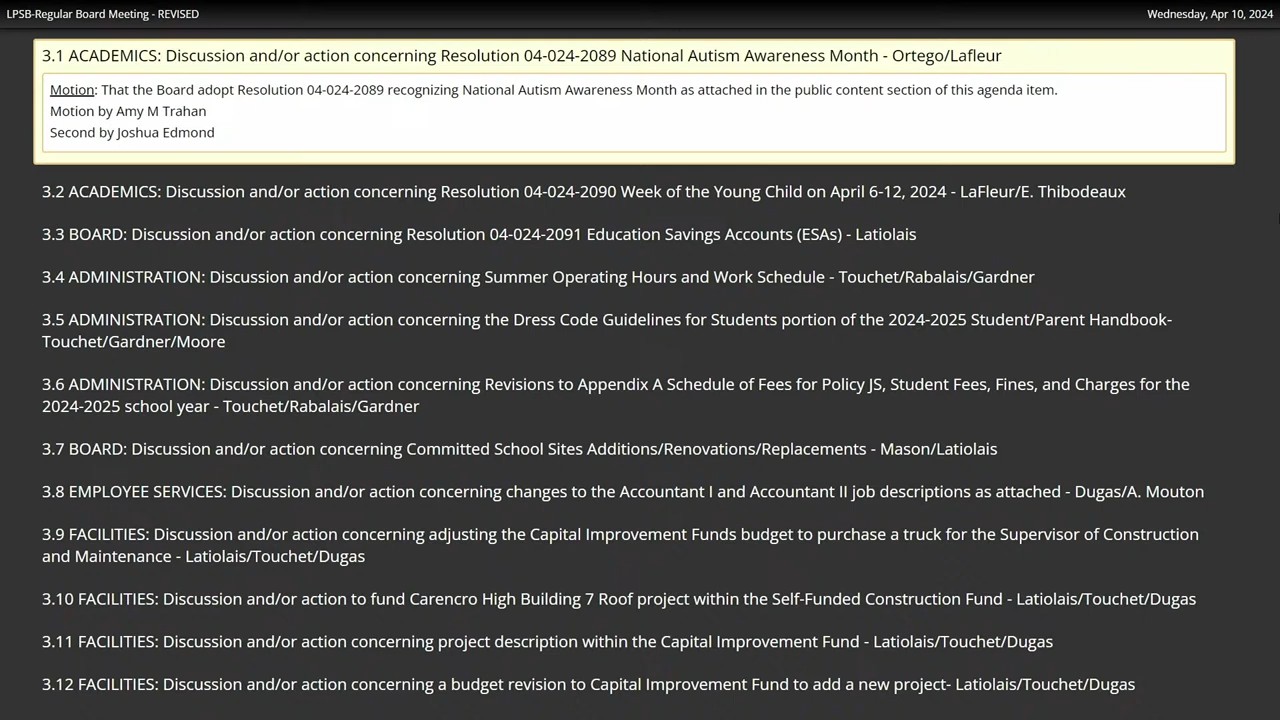 LPSB-Regular Board Meeting - REVISED
Wednesday, Apr 10, 2024
3.1 ACADEMICS: Discussion and/or action concerning Resolution 04-024-2089 National Autism Awareness Month - Ortego/Lafleur
Motion: That the Board adopt Resolution 04-024-2089 recognizing National Autism Awareness Month as attached in the public content section of this agenda item.
Motion by Amy M Trahan
Second by Joshua Edmond
3.2 ACADEMICS: Discussion and/or action concerning Resolution 04-024-2090 Week of the Young Child on April 6-12, 2024 - LaFleur/E. Thibodeaux
3.3 BOARD: Discussion and/or action concerning Resolution 04-024-2091 Education Savings Accounts (ESAs) - Latiolais
3.4 ADMINISTRATION: Discussion and/or action concerning Summer Operating Hours and Work Schedule - Touchet/Rabalais/Gardner
3.5 ADMINISTRATION: Discussion and/or action concerning the Dress Code Guidelines for Students portion of the 2024-2025 Student/Parent Handbook-
Touchet/Gardner/Moore
3.6 ADMINISTRATION: Discussion and/or action concerning Revisions to Appendix A Schedule of Fees for Policy JS, Student Fees, Fines, and Charges for the
2024-2025 school year - Touchet/Rabalais/Gardner
3.7 BOARD: Discussion and/or action concerning Committed School Sites Additions/Renovations/Replacements - Mason/Latiolais
3.8 EMPLOYEE SERVICES: Discussion and/or action concerning changes to the Accountant I and Accountant II job descriptions as attached - Dugas/A. Mouton
3.9 FACILITIES: Discussion and/or action concerning adjusting the Capital Improvement Funds budget to purchase a truck for the Supervisor of Construction
and Maintenance - Latiolais/Touchet/Dugas
3.10 FACILITIES: Discussion and/or action to fund Carencro High Building 7 Roof project within the Self-Funded Construction Fund - Latiolais/Touchet/Dugas
3.11 FACILITIES: Discussion and/or action concerning project description within the Capital Improvement Fund - Latiolais/Touchet/Dugas
3.12 FACILITIES: Discussion and/or action concerning a budget revision to Capital Improvement Fund to add a new project- Latiolais/Touchet/Dugas